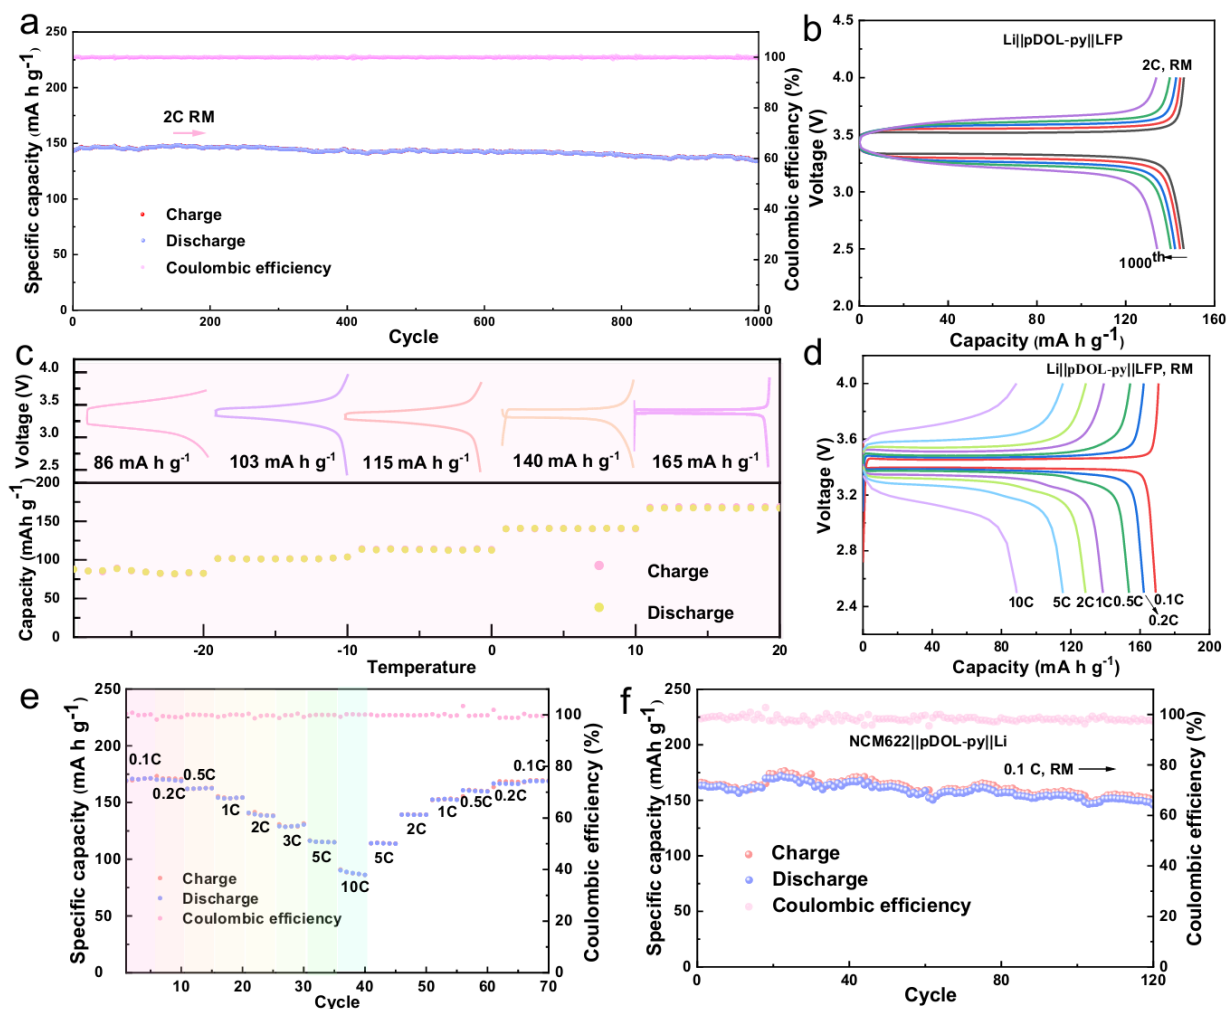 a
250
200
150
100
50
0
Specific capacity (mA h g-1)
2C RM
Charge
Discharge
Coulombic efficiency
100
80
60
40
20
0
Coulombic efficiency (%)
0 200 400 600 800 1000
Cycle
b
4.5
4.0
3.5
3.0
2.5
2.0
Voltage (V)
Li||pDOL-py||LFP
2C, RM
1000th
0 40 80 120 160
Capacity (mA h g-1)
c
4.0
3.5
3.0
2.5
Voltage (V)
86 mA h g-1 103 mA h g-1 115 mA h g-1 140 mA h g-1 165 mA h g-1
200
150
100
50
0
Capacity (mAh g-1)
Charge
Discharge
-20 -10 0 10 20
Temperature
d
4.0
3.6
3.2
2.8
2.4
Voltage (V)
Li||pDOL-py||LFP, RM
10C 5C 2C 1C 0.5C 0.1C
0.2C
0 40 80 120 160 200
Capacity (mA h g-1)
e
250
200
150
100
50
0
Specific capacity (mA h g-1)
0.1C
0.2C
0.5C
1C
2C
3C
5C
10C
5C
2C
1C
0.5C
0.2C
0.1C
Charge
Discharge
Coulombic efficiency
100
80
60
40
20
0
Coulombic efficiency (%)
10 20 30 40 50 60 70
Cycle
f
250
225
200
175
150
125
100
75
50
25
0
Specific capacity (mAh g-1)
NCM622||pDOL-py||Li
0.1 C, RM
Charge
Discharge
Coulombic efficiency
100
80
60
40
20
0
Coulombic efficiency (%)
0 20 40 60 80 100 120
Cycle